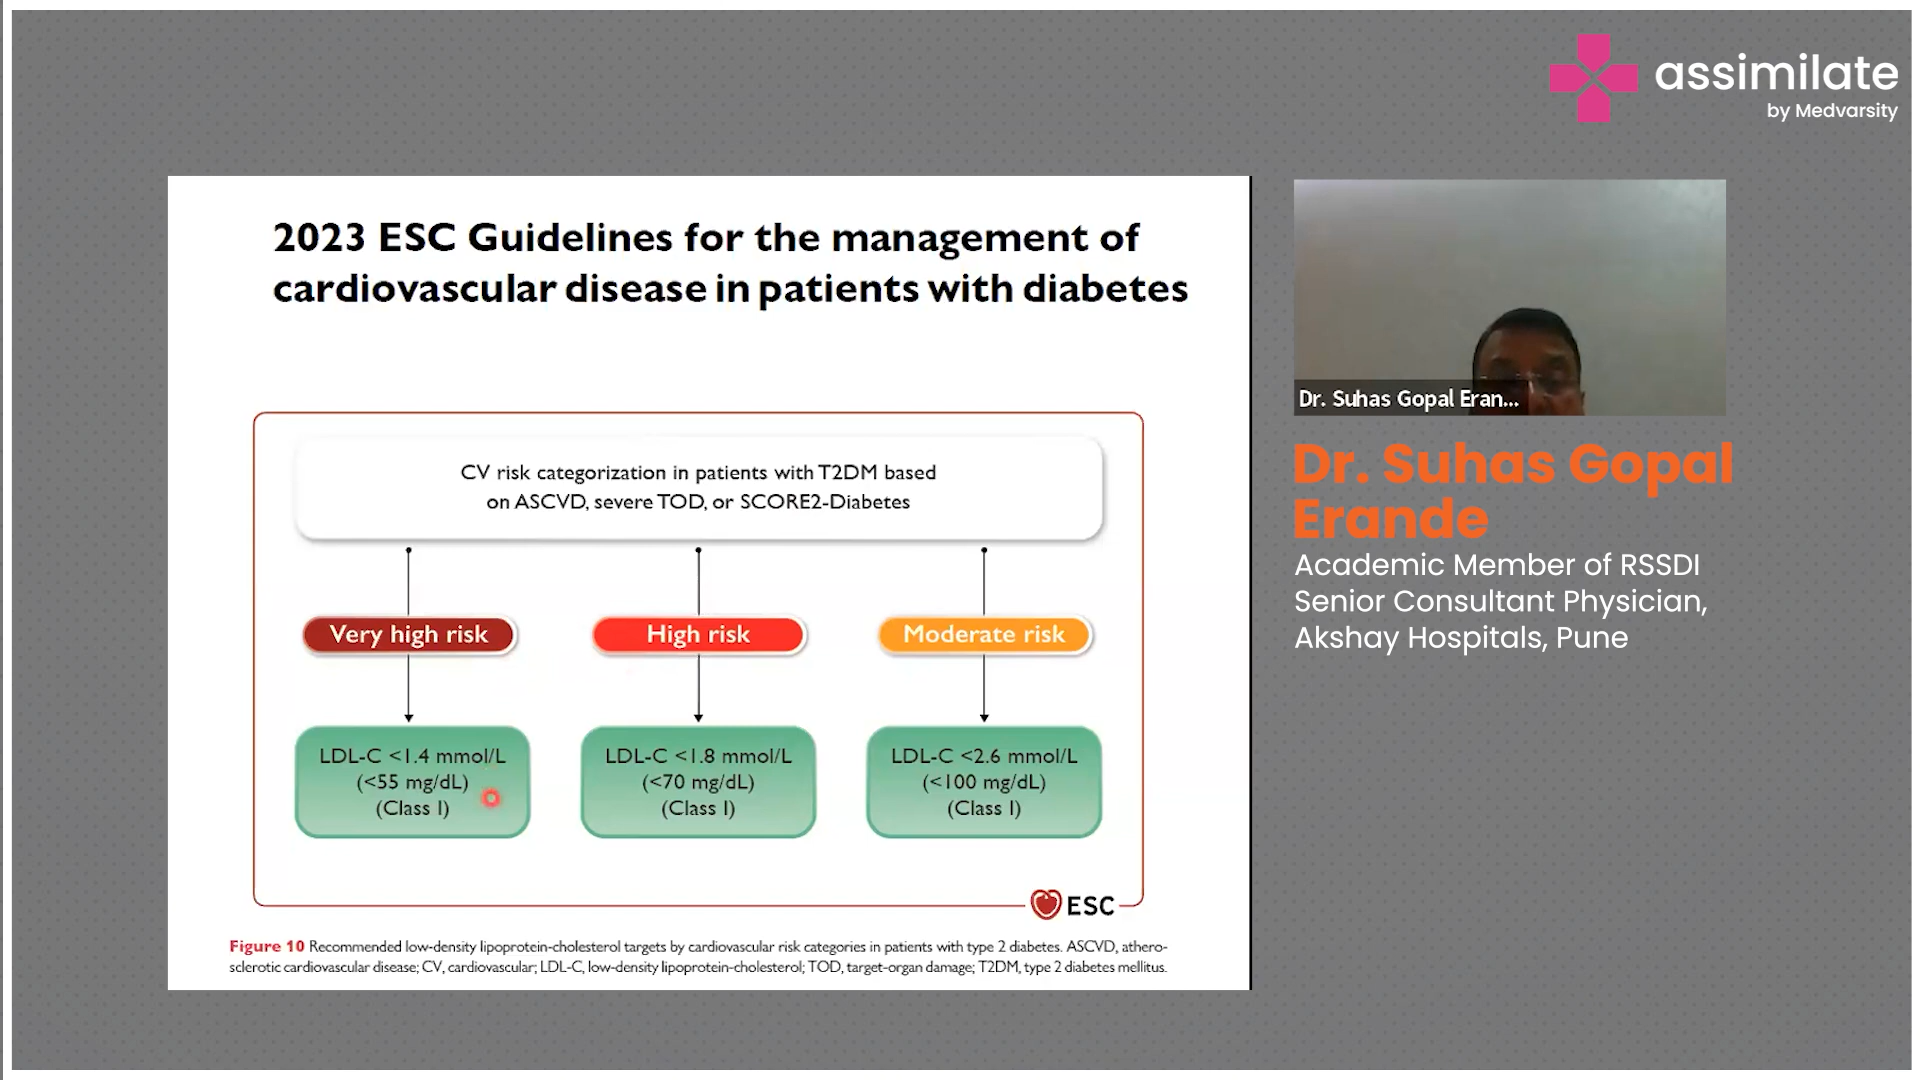 assimilate
by Medvarsity
2023 ESC Guidelines for the management of
cardiovascular disease in patients with diabetes
CV risk categorization in patients with T2DM based
on ASCVD, severe TOD, or SCORE2-Diabetes
Very high risk
High risk
Moderate risk
LDL-C <1.4 mmol/L
(<55 mg/dL)
(Class I)
LDL-C <1.8 mmol/L
(<70 mg/dL)
(Class I)
LDL-C <2.6 mmol/L
(<100 mg/dL)
(Class I)
ESC
Figure 10 Recommended low-density lipoprotein-cholesterol targets by cardiovascular risk categories in patients with type 2 diabetes. ASCVD, athero-
sclerotic cardiovascular disease; CV, cardiovascular; LDL-C, low-density lipoprotein-cholesterol; TOD, target-organ damage; T2DM, type 2 diabetes mellitus.
Dr. Suhas Gopal Eran...
Dr. Suhas Gopal
Erande
Academic Member of RSSDI
Senior Consultant Physician,
Akshay Hospitals, Pune